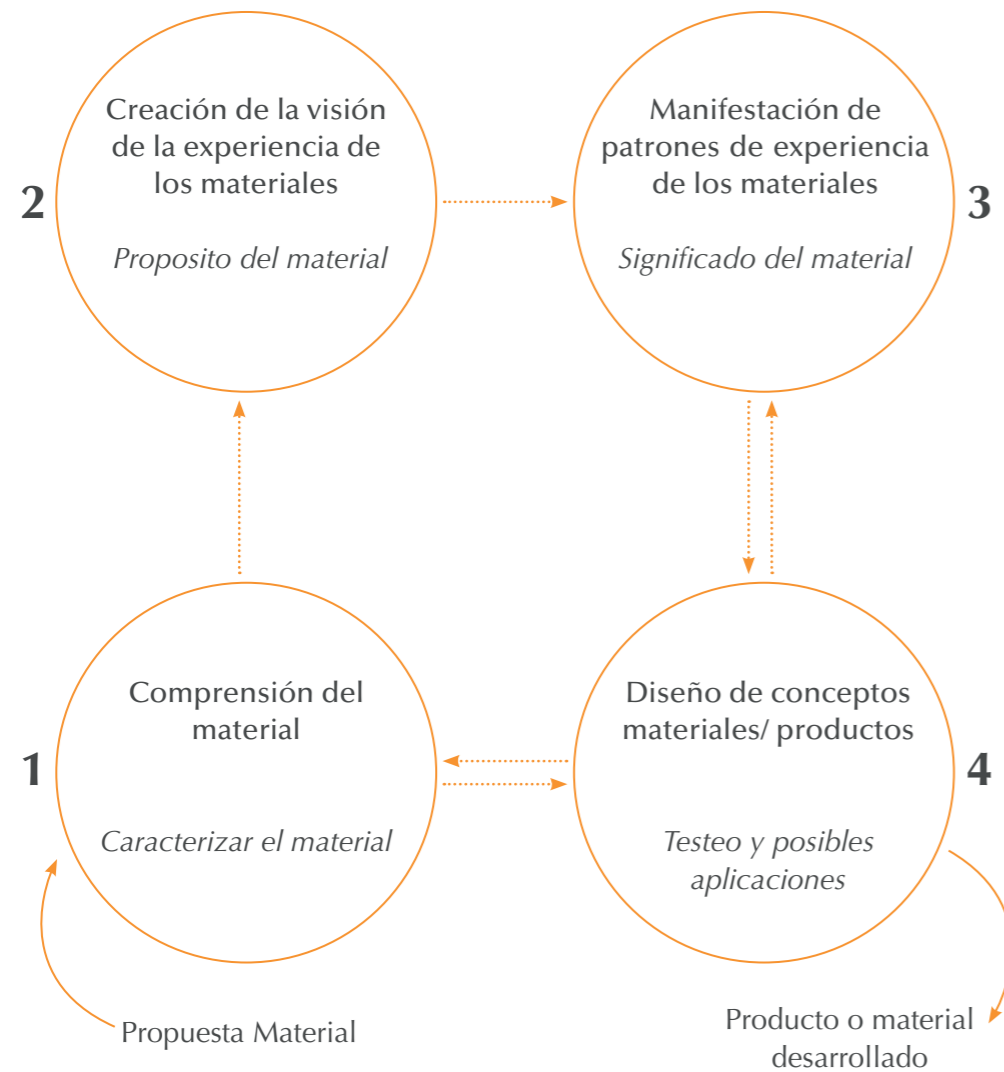 Creación de la visión
de la experiencia de
los materiales
2
Proposito del material
Manifestación de
patrones de experiencia
de los materiales
3
Significado del material
Comprensión del
material
1
Caracterizar el material
Diseño de conceptos
materiales/ productos
4
Testeo y posibles
aplicaciones
Propuesta Material
Producto o material
desarrollado